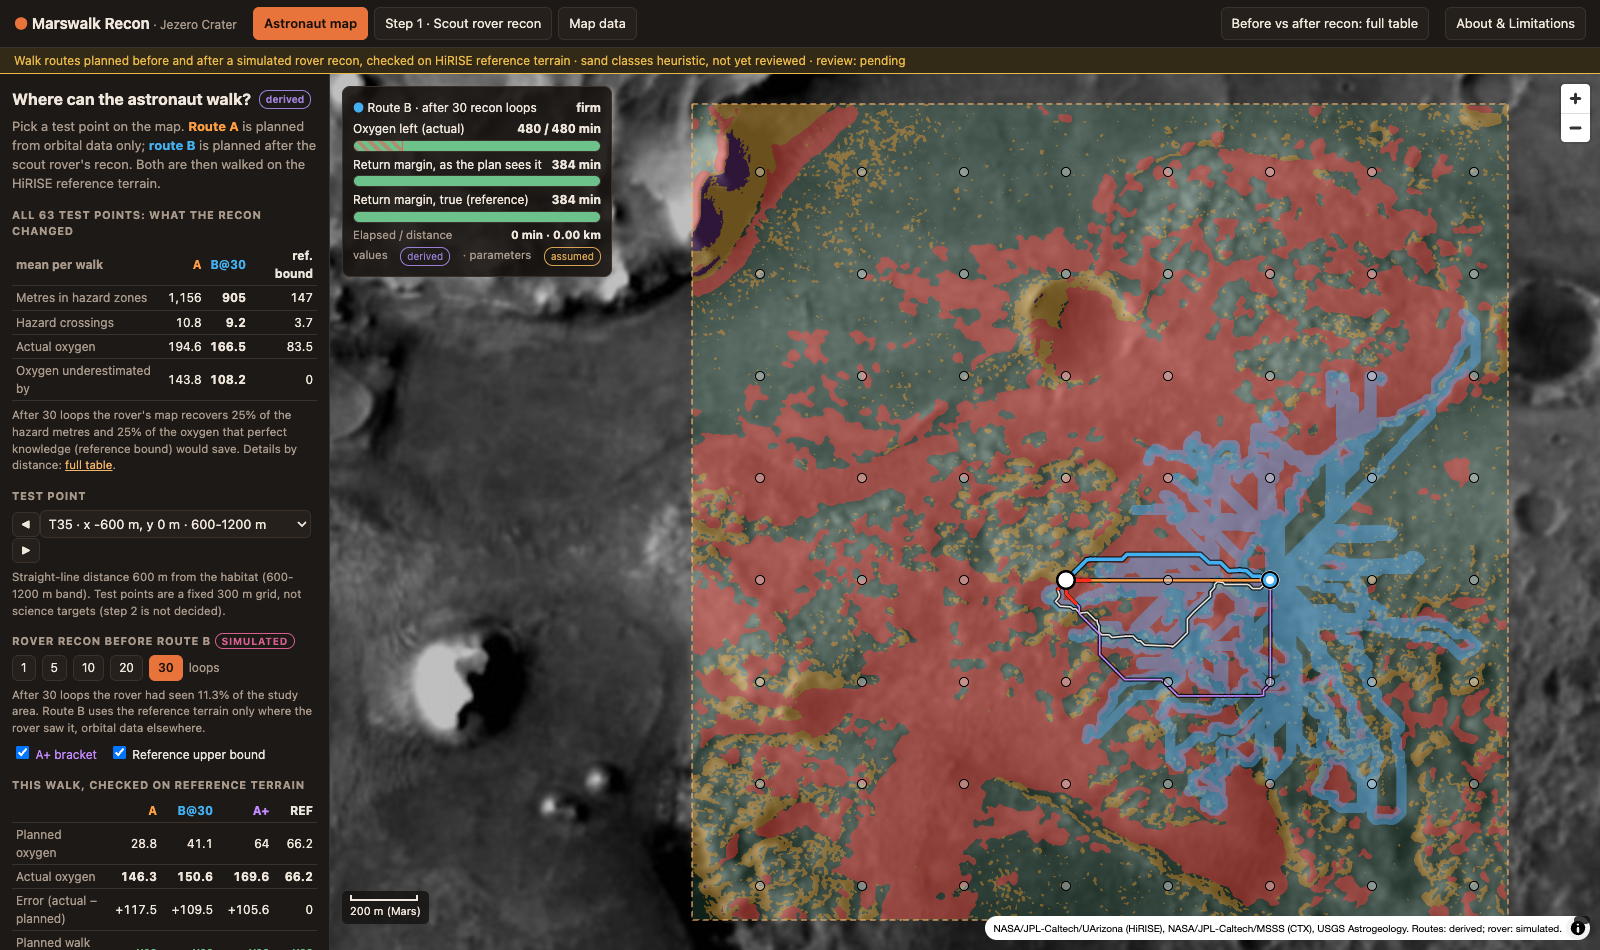 Marswalk Recon · Jezero Crater
Astronaut map
Step 1 · Scout rover recon
Map data
Before vs after recon: full table
About & Limitations
Walk routes planned before and after a simulated rover recon, checked on HiRISE reference terrain · sand classes heuristic, not yet reviewed · review: pending
Where can the astronaut walk? derived
Pick a test point on the map. Route A is planned
from orbital data only; route B is planned after the
scout rover's recon. Both are then walked on the
HiRISE reference terrain.
ALL 63 TEST POINTS: WHAT THE RECON
CHANGED
mean per walk A B@30 ref. bound
Metres in hazard zones 1,156 905 147
Hazard crossings 10.8 9.2 3.7
Actual oxygen 194.6 166.5 83.5
Oxygen underestimated by 143.8 108.2 0
After 30 loops the rover's map recovers 25% of the
hazard metres and 25% of the oxygen that perfect
knowledge (reference bound) would save. Details by
distance: full table.
TEST POINT
◀ T35 · x -600 m, y 0 m · 600-1200 m
▶
Straight-line distance 600 m from the habitat (600-
1200 m band). Test points are a fixed 300 m grid, not
science targets (step 2 is not decided).
ROVER RECON BEFORE ROUTE B SIMULATED
1 5 10 20 30 loops
After 30 loops the rover had seen 11.3% of the study
area. Route B uses the reference terrain only where the
rover saw it, orbital data elsewhere.
A+ bracket Reference upper bound
THIS WALK, CHECKED ON REFERENCE TERRAIN
A B@30 A+ REF
Planned oxygen 28.8 41.1 64 66.2
Actual oxygen 146.3 150.6 169.6 66.2
Error (actual – planned) +117.5 +109.5 +105.6 0
Planned walk
Route B · after 30 recon loops firm
Oxygen left (actual) 480 / 480 min
Return margin, as the plan sees it 384 min
Return margin, true (reference) 384 min
Elapsed / distance 0 min · 0.00 km
values derived · parameters assumed
+
−
200 m (Mars)
NASA/JPL-Caltech/UArizona (HiRISE), NASA/JPL-Caltech/MSSS (CTX), USGS Astrogeology. Routes: derived; rover: simulated.